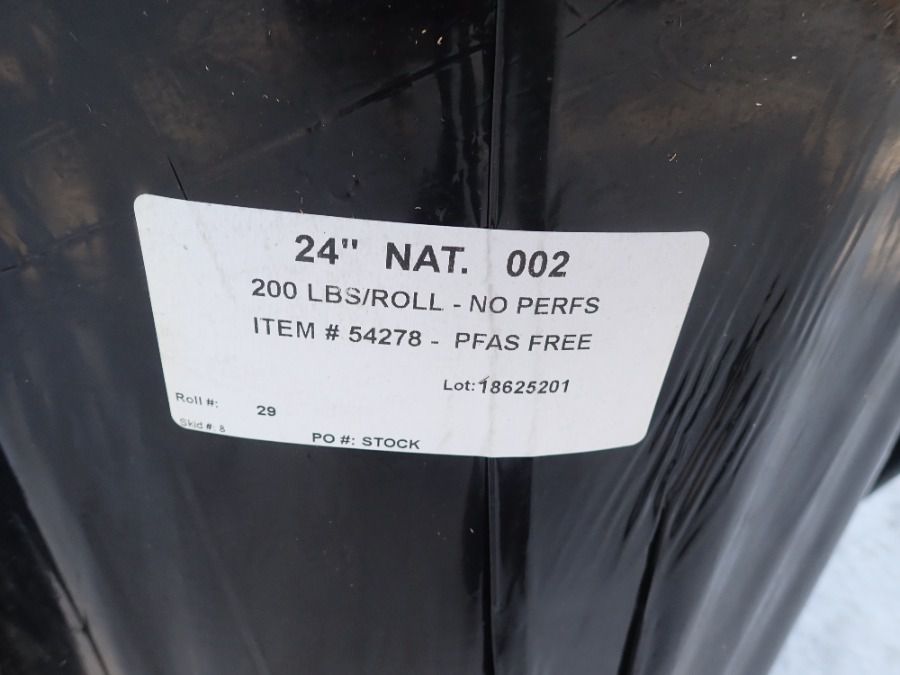 24" NAT. 002
200 LBS/ROLL - NO PERFS
ITEM # 54278 - PFAS FREE
Lot: 18625201
Roll #: 29
Skid #: 8
PO #: STOCK